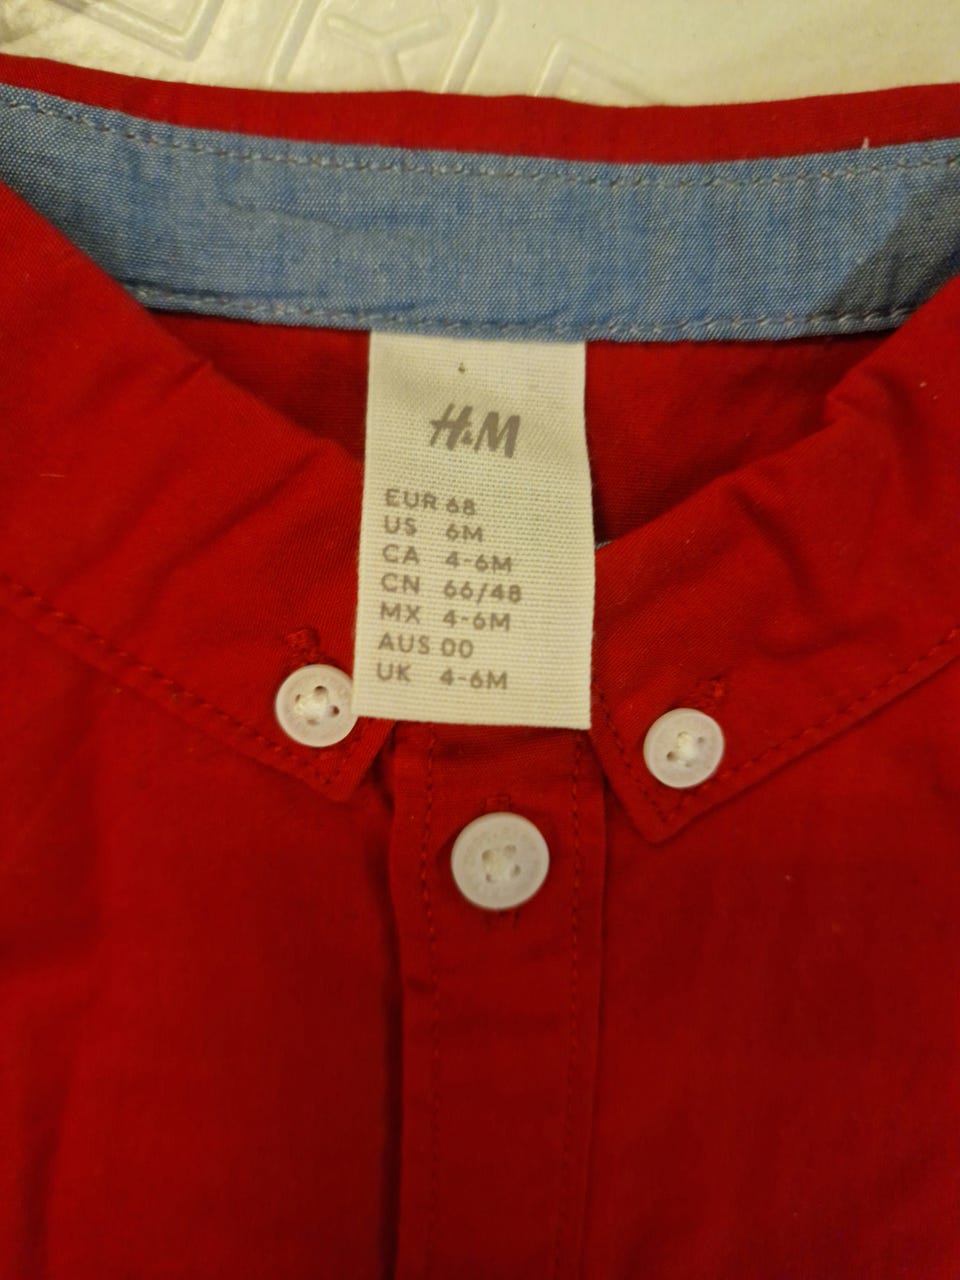 H&M
EUR 68
US 6M
CA 4-6M
CN 66/48
MX 4-6M
AUS 00
UK 4-6M